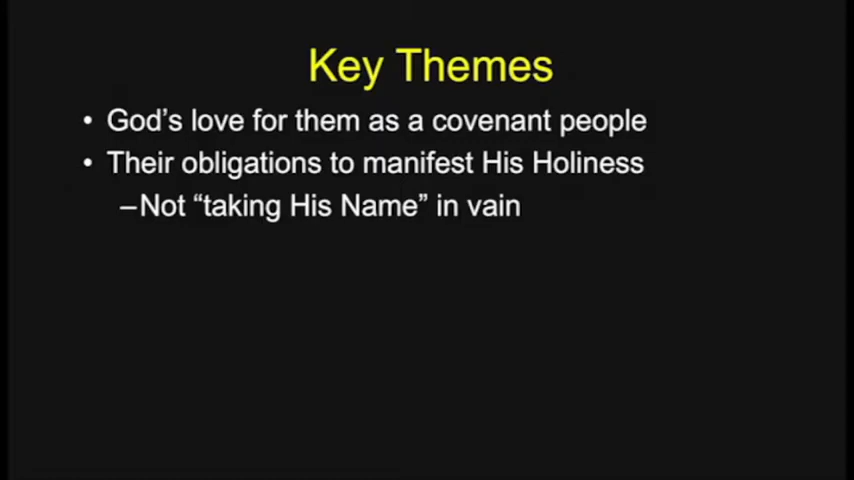 Key Themes
• God’s love for them as a covenant people
• Their obligations to manifest His Holiness
–Not “taking His Name” in vain